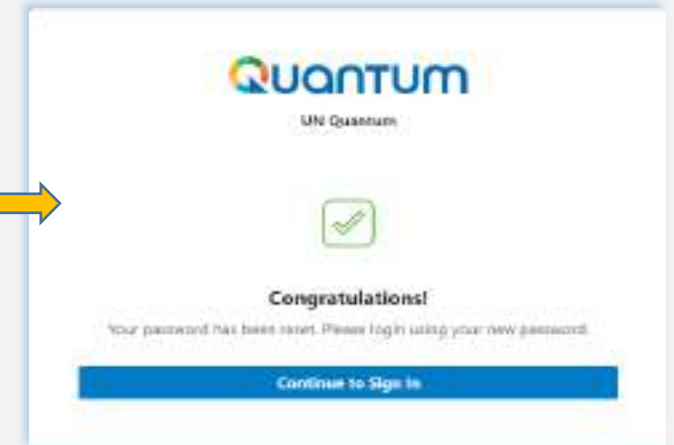 QUANTUM
UN Quantum
Congratulations!
Your password has been reset. Please login using your new password.
Continue to Sign In